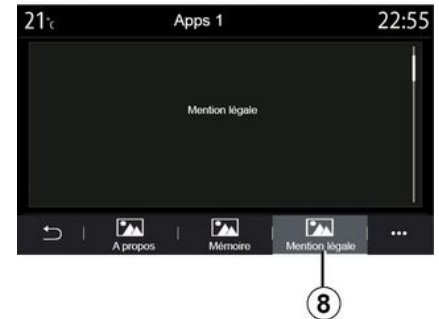 21°c
Apps 1
22:55
Mention légale
A propos
Mémoire
Mention légale
8